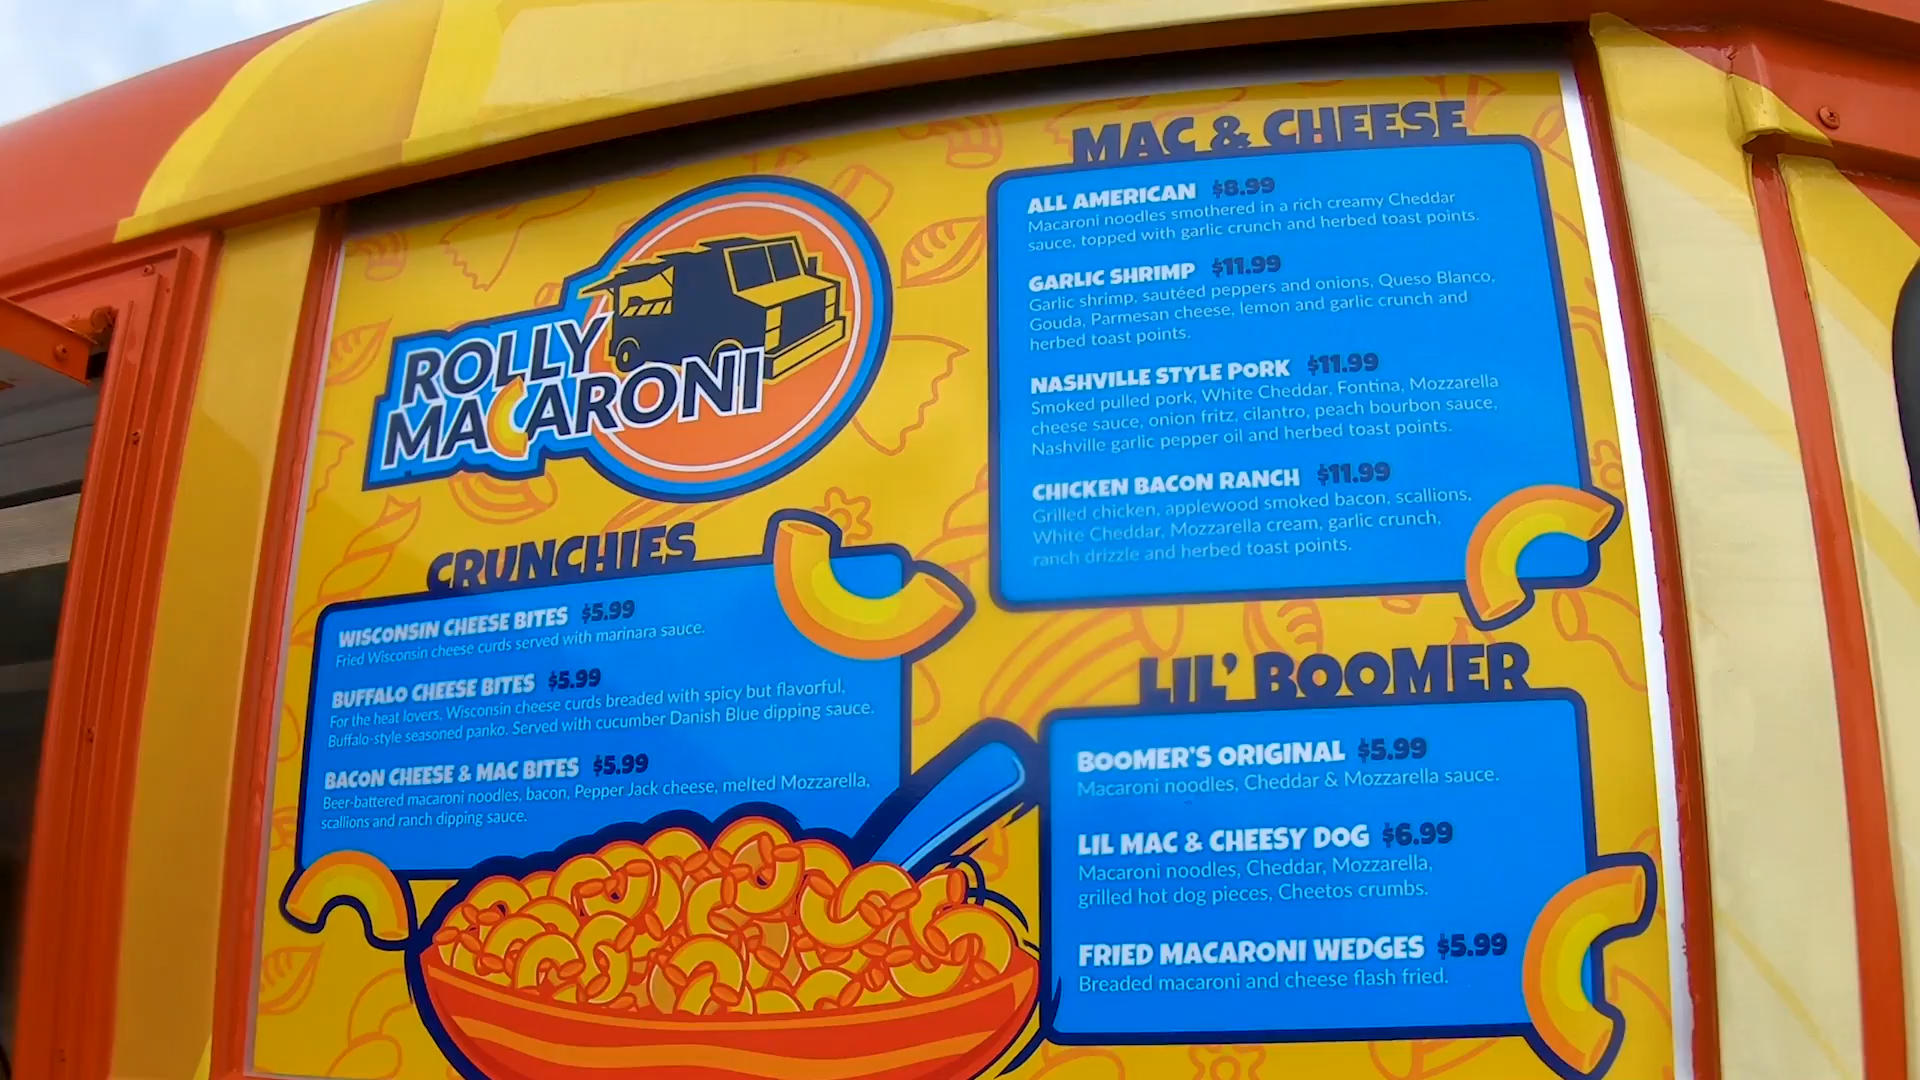 ROLLY
MACARONI
CRUNCHIES
WISCONSIN CHEESE BITES $5.99
Fried Wisconsin cheese curds served with marinara sauce.
BUFFALO CHEESE BITES $5.99
For the heat lovers, Wisconsin cheese curds breaded with spicy but flavorful,
Buffalo-style seasoned panko. Served with cucumber Danish Blue dipping sauce.
BACON CHEESE & MAC BITES $5.99
Beer-battered macaroni noodles, bacon, Pepper Jack cheese, melted Mozzarella,
scallions and ranch dipping sauce.
MAC & CHEESE
ALL AMERICAN $8.99
Macaroni noodles smothered in a rich creamy Cheddar
sauce, topped with garlic crunch and herbed toast points.
GARLIC SHRIMP $11.99
Garlic shrimp, sautéed peppers and onions, Queso Blanco,
Gouda, Parmesan cheese, lemon and garlic crunch and
herbed toast points.
NASHVILLE STYLE PORK $11.99
Smoked pulled pork, White Cheddar, Fontina, Mozzarella
cheese sauce, onion fritz, cilantro, peach bourbon sauce,
Nashville garlic pepper oil and herbed toast points.
CHICKEN BACON RANCH $11.99
Grilled chicken, applewood smoked bacon, scallions,
White Cheddar, Mozzarella cream, garlic crunch,
ranch drizzle and herbed toast points.
LIL' BOOMER
BOOMER'S ORIGINAL $5.99
Macaroni noodles, Cheddar & Mozzarella sauce.
LIL MAC & CHEESY DOG $6.99
Macaroni noodles, Cheddar, Mozzarella,
grilled hot dog pieces, Cheetos crumbs.
FRIED MACARONI WEDGES $5.99
Breaded macaroni and cheese flash fried.